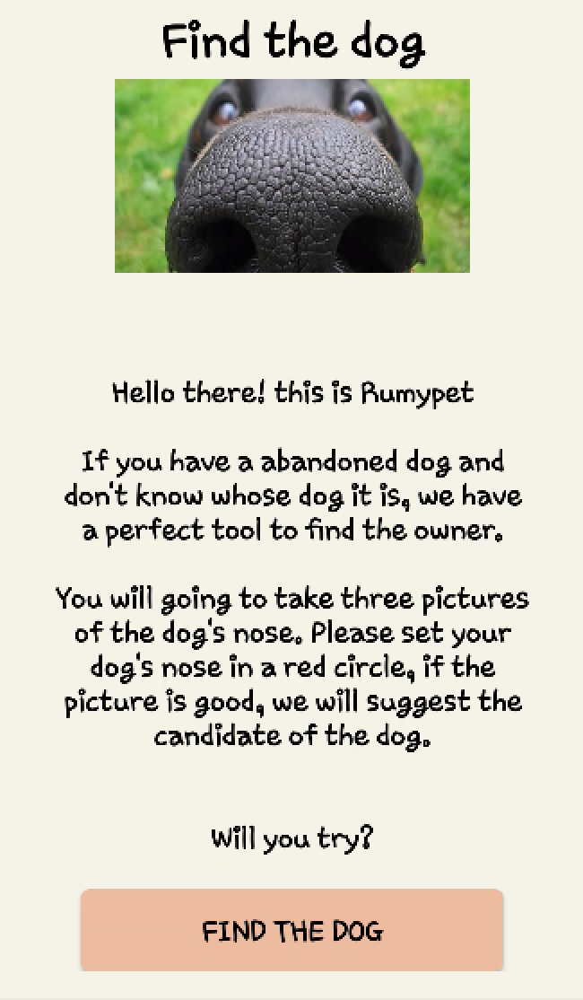 Find the dog
Hello there! this is Rumypet
If you have a abandoned dog and
don't know whose dog it is, we have
a perfect tool to find the owner.
You will going to take three pictures
of the dog's nose. Please set your
dog's nose in a red circle, if the
picture is good, we will suggest the
candidate of the dog.
Will you try?
FIND THE DOG